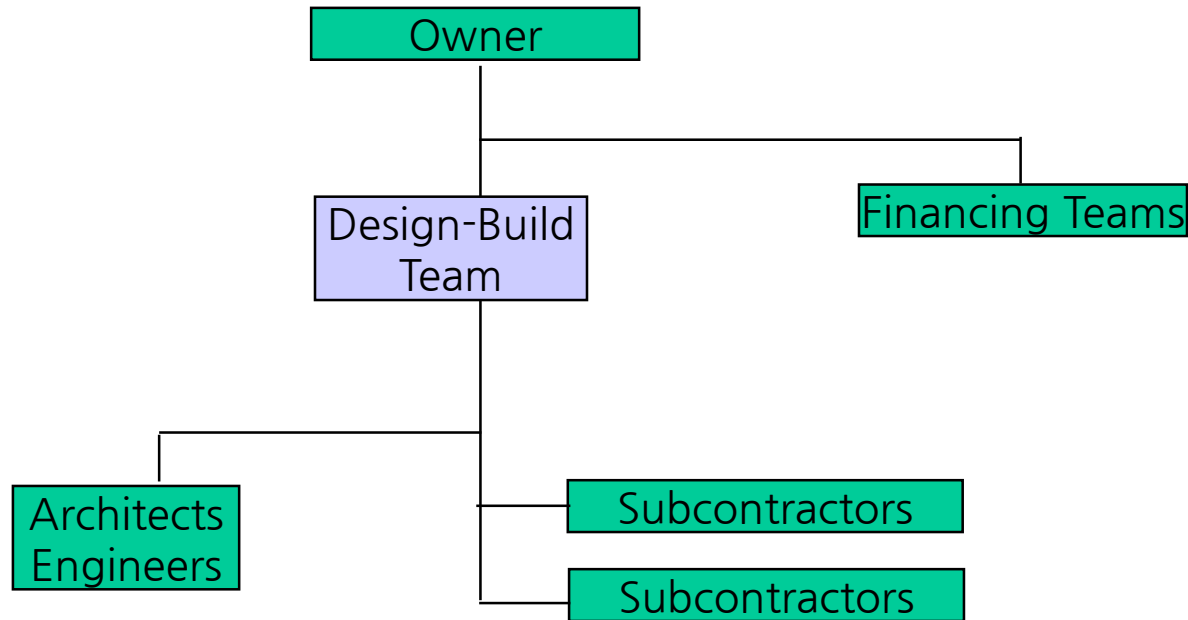 Owner
Design-Build
Team
Financing Teams
Architects
Engineers
Subcontractors
Subcontractors